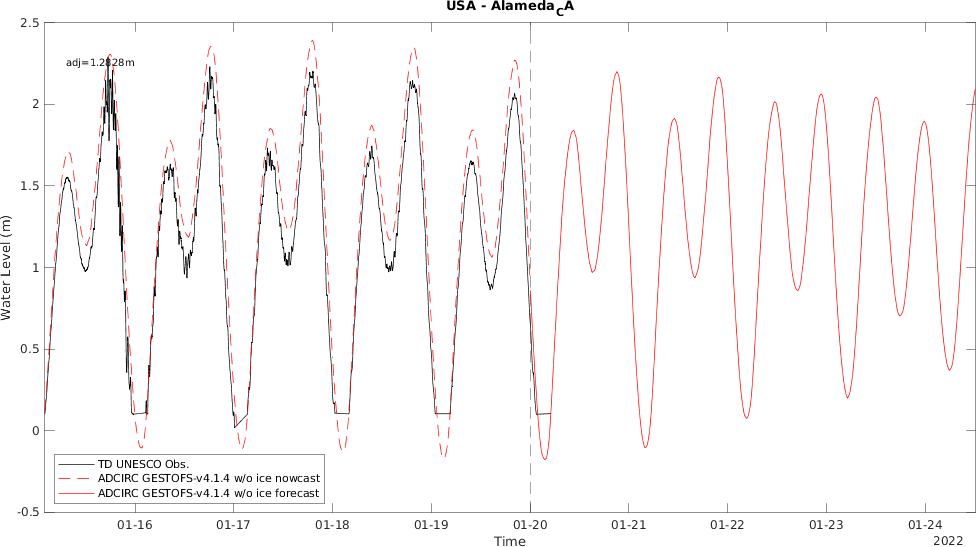 USA - Alameda_CA
adj=1.2828m
2.5
2
1.5
1
0.5
0
-0.5
Water Level (m)
TD UNESCO Obs.
ADCIRC GESTOFS-v4.1.4 w/o ice nowcast
ADCIRC GESTOFS-v4.1.4 w/o ice forecast
01-16 01-17 01-18 01-19 01-20 01-21 01-22 01-23 01-24
Time
2022